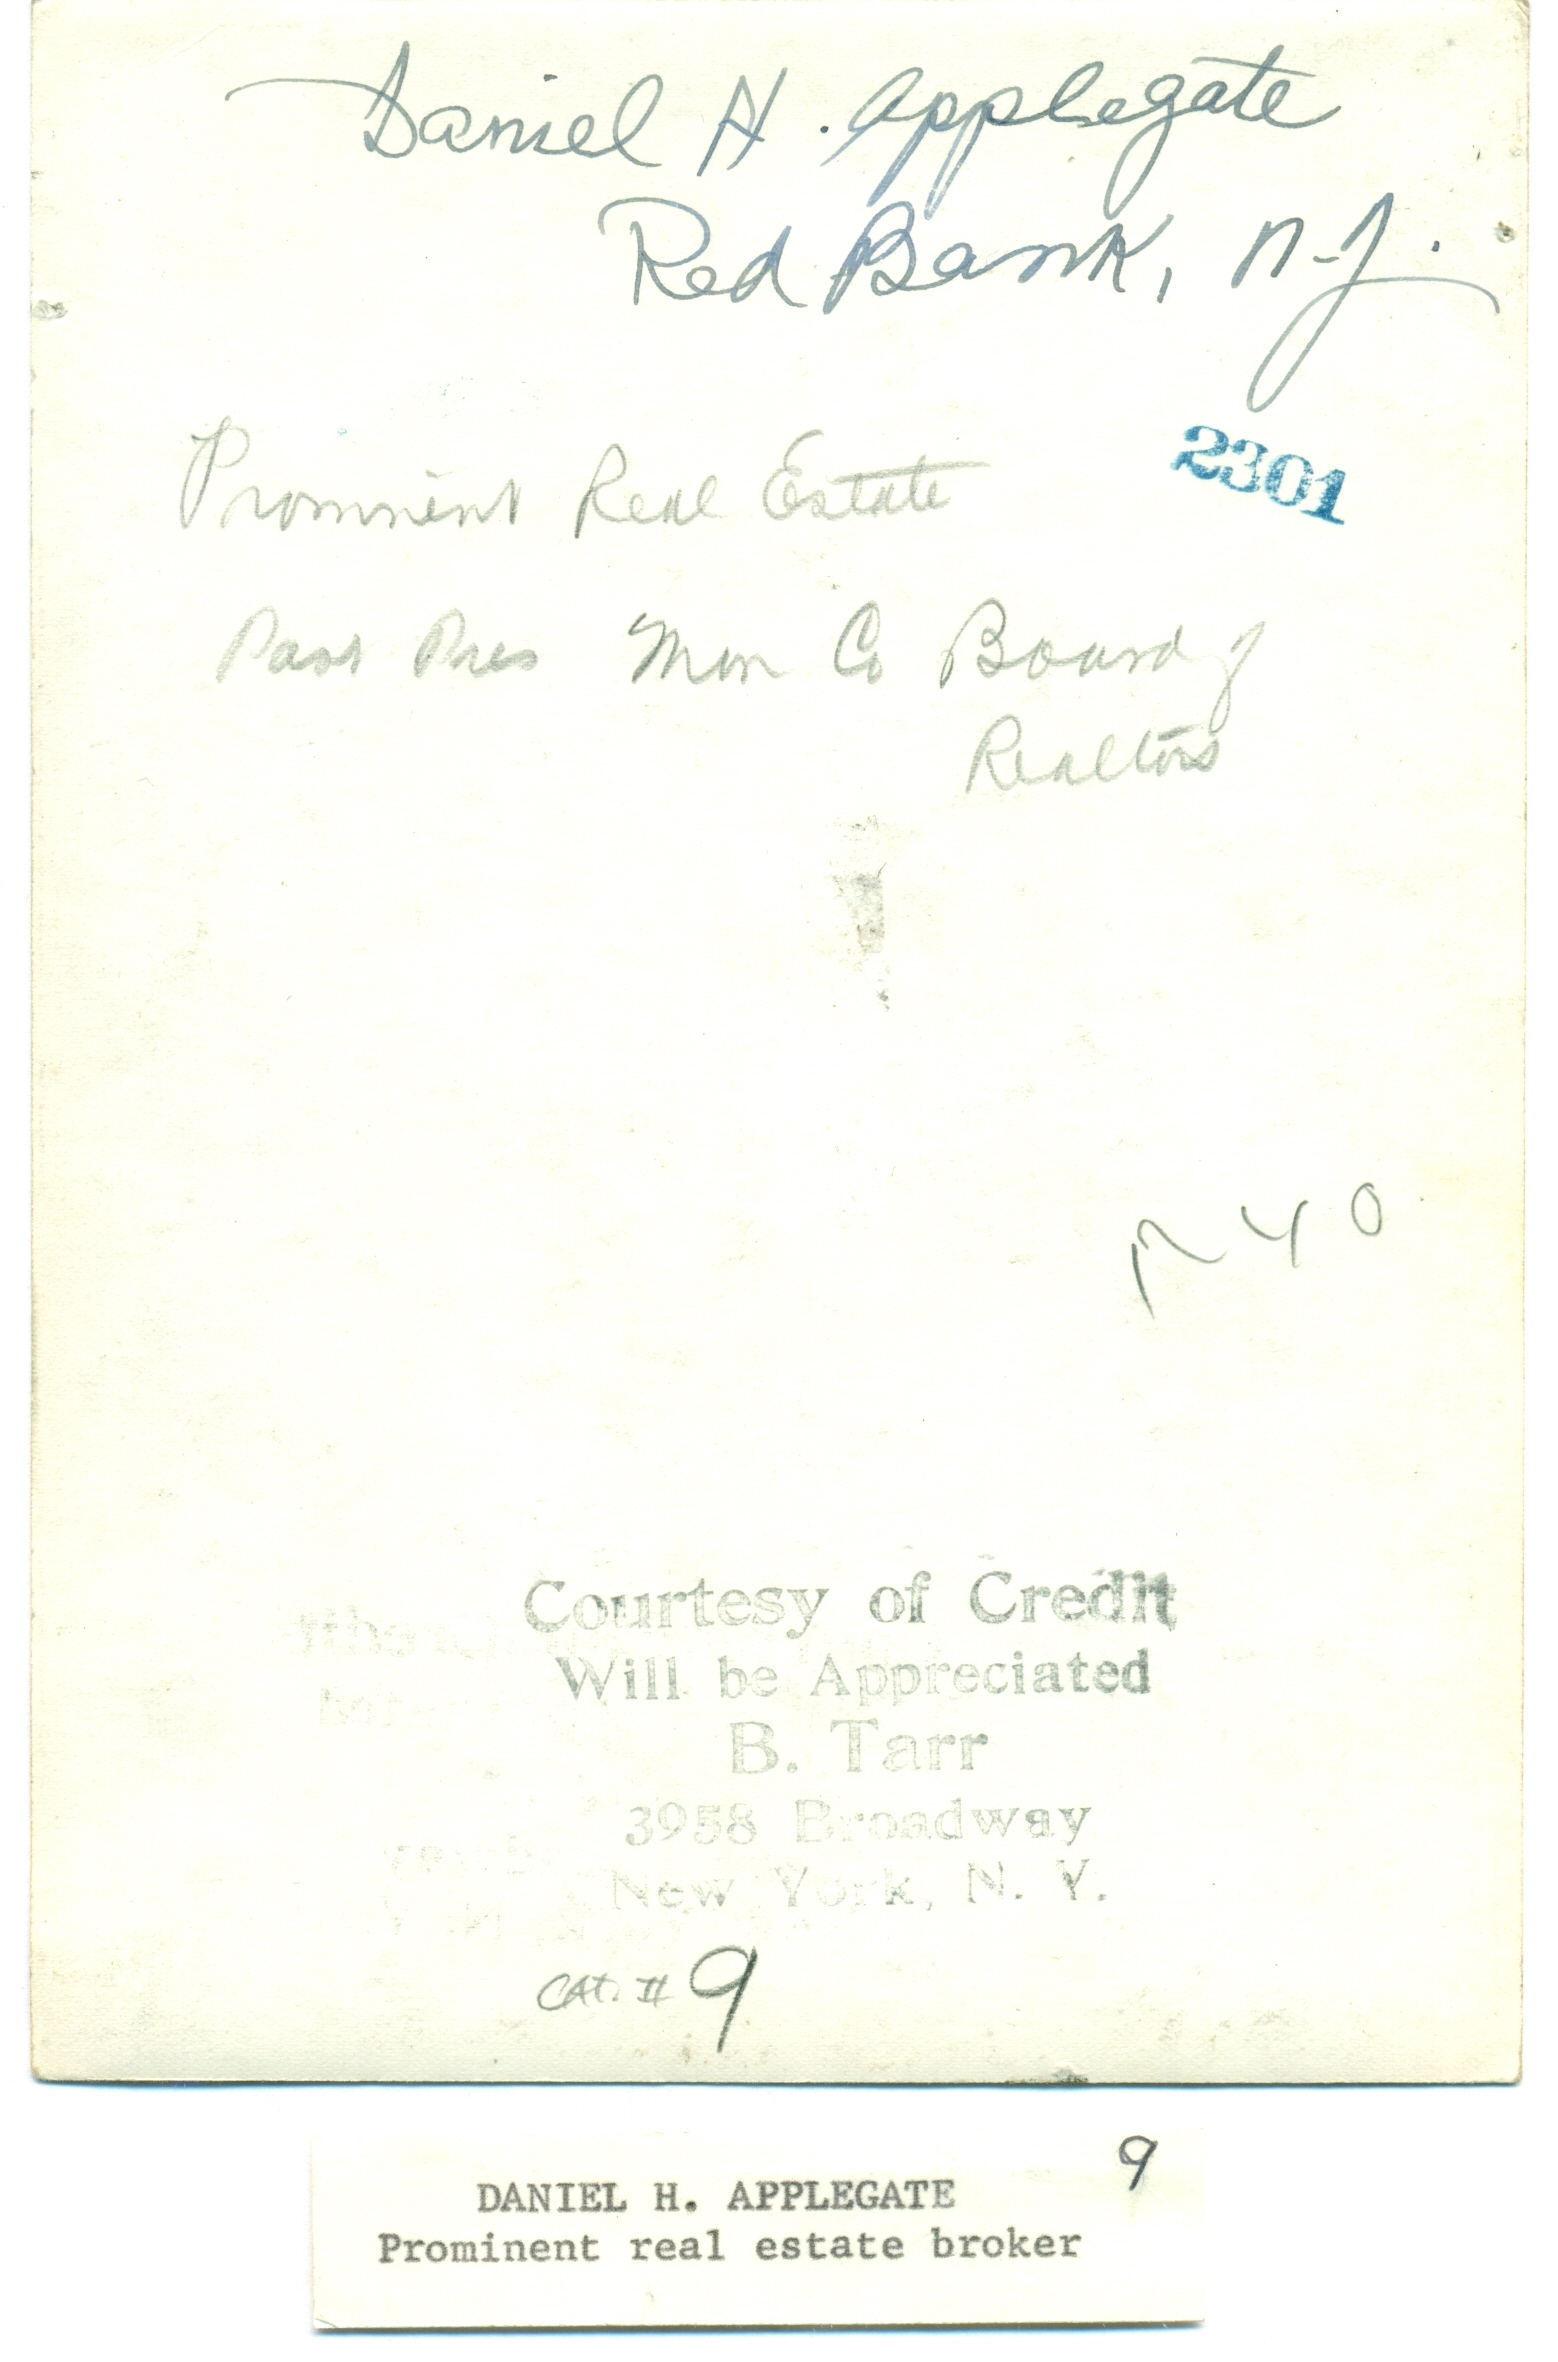 Daniel H. Applegate
Red Bank, N.J.
2301
Prominent Real Estate
Past Pres Mon Co Board of
Realtors
40
Courtesy of Credit
Will be Appreciated
B. Tarr
3958 Broadway
New York, N. Y.
CAT. # 9
9
DANIEL H. APPLEGATE
Prominent real estate broker